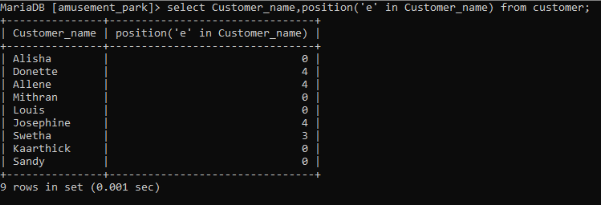 MariaDB [amusement_park]> select Customer_name,position('e' in Customer_name) from customer;
+---------------+--------------------------------+
| Customer_name | position('e' in Customer_name) |
+---------------+--------------------------------+
| Alisha        |                              0 |
| Donette       |                              4 |
| Allene        |                              4 |
| Mithran       |                              0 |
| Louis         |                              0 |
| Josephine     |                              4 |
| Swetha        |                              3 |
| Kaarthick     |                              0 |
| Sandy         |                              0 |
+---------------+--------------------------------+
9 rows in set (0.001 sec)